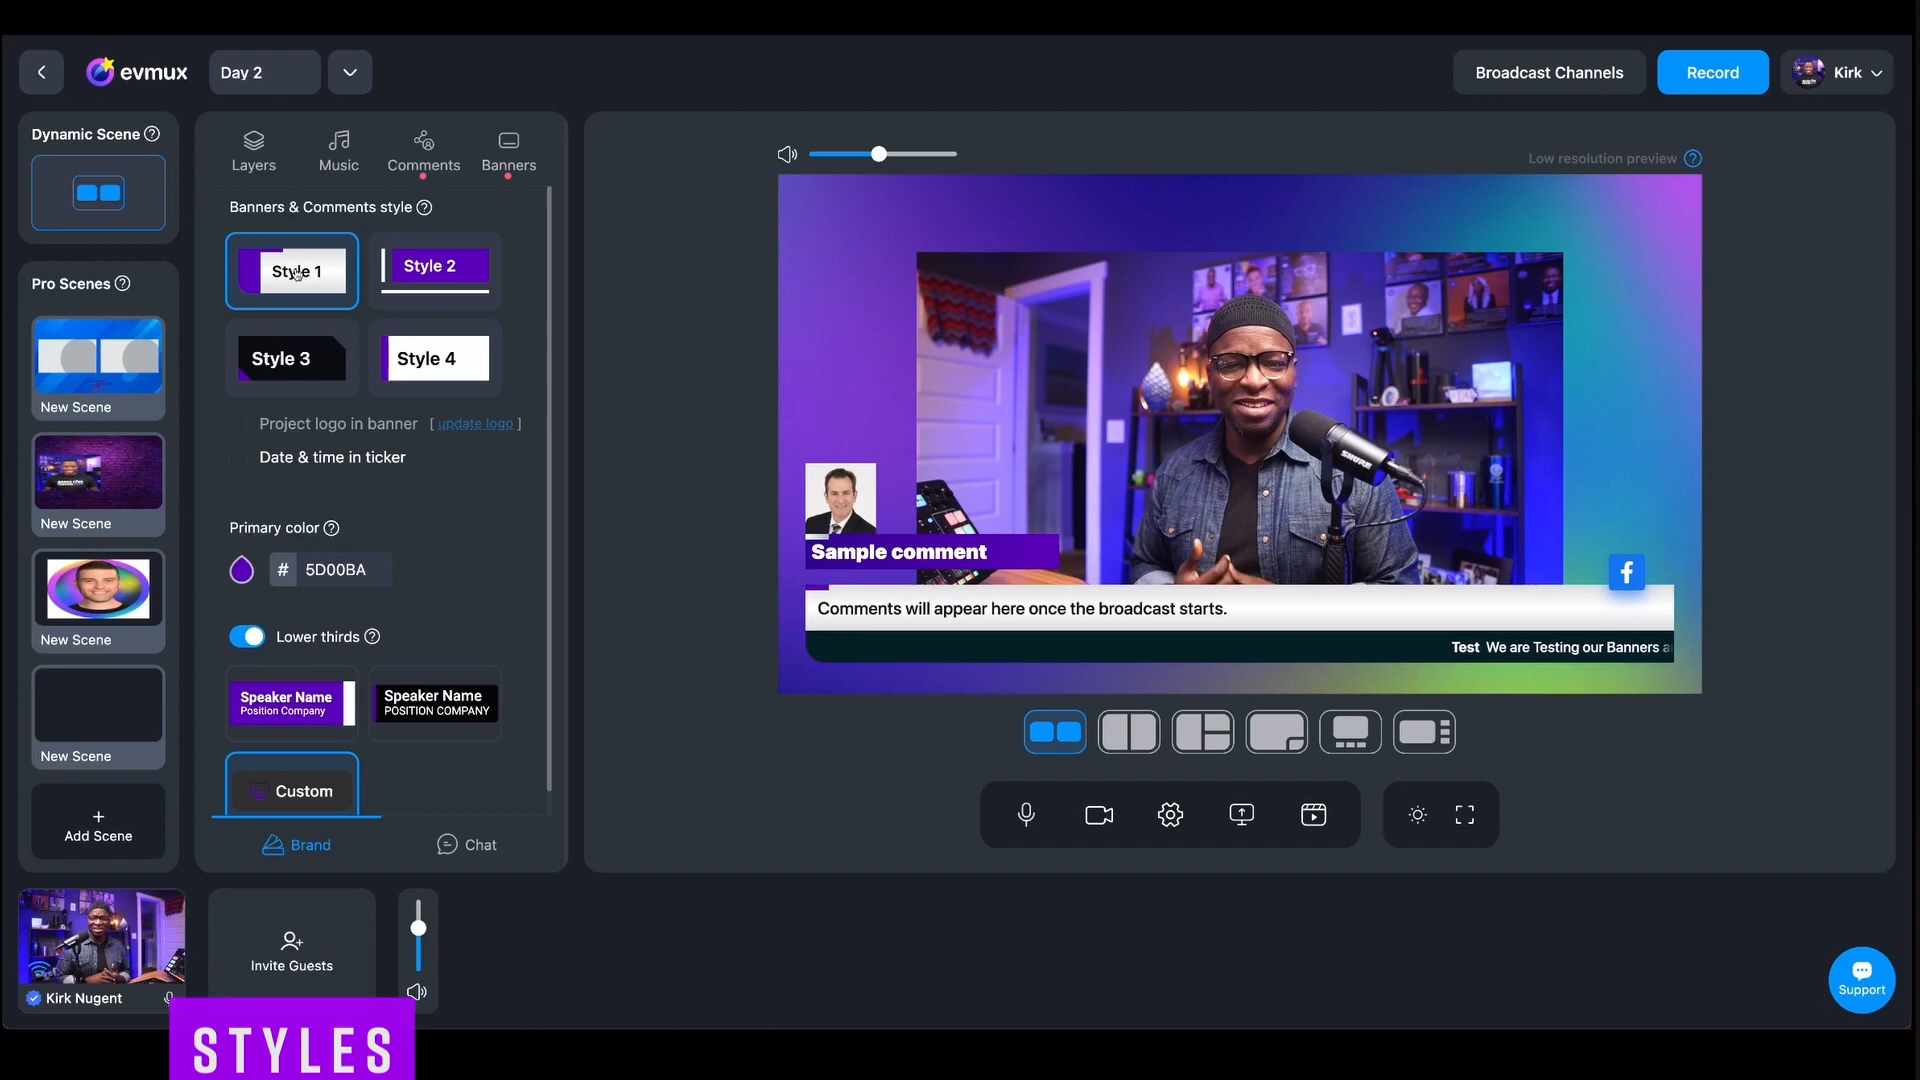 evmux
Day 2
Broadcast Channels
Record
Kirk
Dynamic Scene
Layers
Music
Comments
Banners
Low resolution preview
Banners & Comments style
Style 1
Style 2
Pro Scenes
Style 3
Style 4
New Scene
Project logo in banner [ update logo ]
Date & time in ticker
New Scene
Primary color
# 5D00BA
SHURE
Sample comment
f
Comments will appear here once the broadcast starts.
Test We are Testing our Banners a
Lower thirds
New Scene
Speaker Name
Position Company
Speaker Name
POSITION COMPANY
New Scene
Custom
+
Add Scene
Brand
Chat
Invite Guests
Kirk Nugent
Support
STYLES